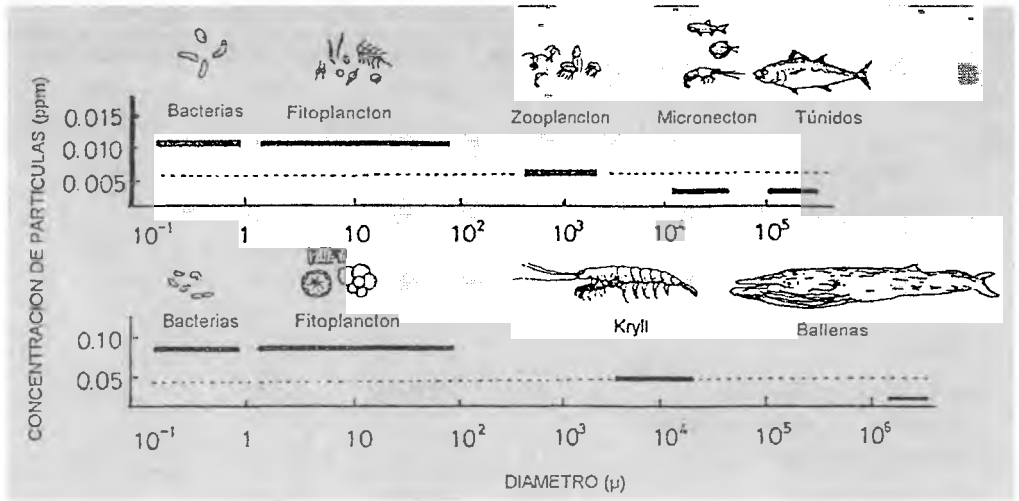 CONCENTRACION DE PARTICULAS (ppm)
Bacterias Fitoplancton Zooplancton Micronecton Túnidos
0.015
0.010
0.005
10⁻¹ 1 10 10² 10³ 10⁴ 10⁵
Bacterias Fitoplancton Kryll Ballenas
0.10
0.05
10⁻¹ 1 10 10² 10³ 10⁴ 10⁵ 10⁶
DIAMETRO (µ)